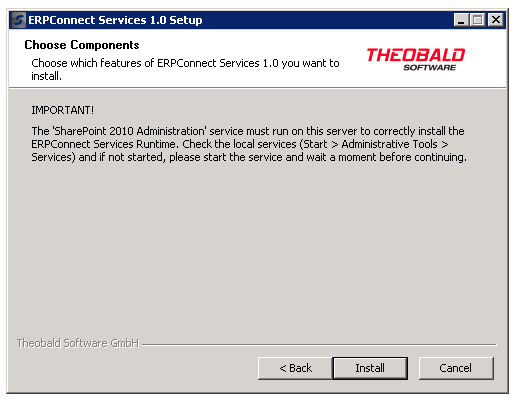 ERPConnect Services 1.0 Setup
Choose Components
Choose which features of ERPConnect Services 1.0 you want to
install.
THEOBALD
SOFTWARE
IMPORTANT!
The 'SharePoint 2010 Administration' service must run on this server to correctly install the
ERPConnect Services Runtime. Check the local services (Start > Administrative Tools >
Services) and if not started, please start the service and wait a moment before continuing.
Theobald Software GmbH
< Back
Install
Cancel